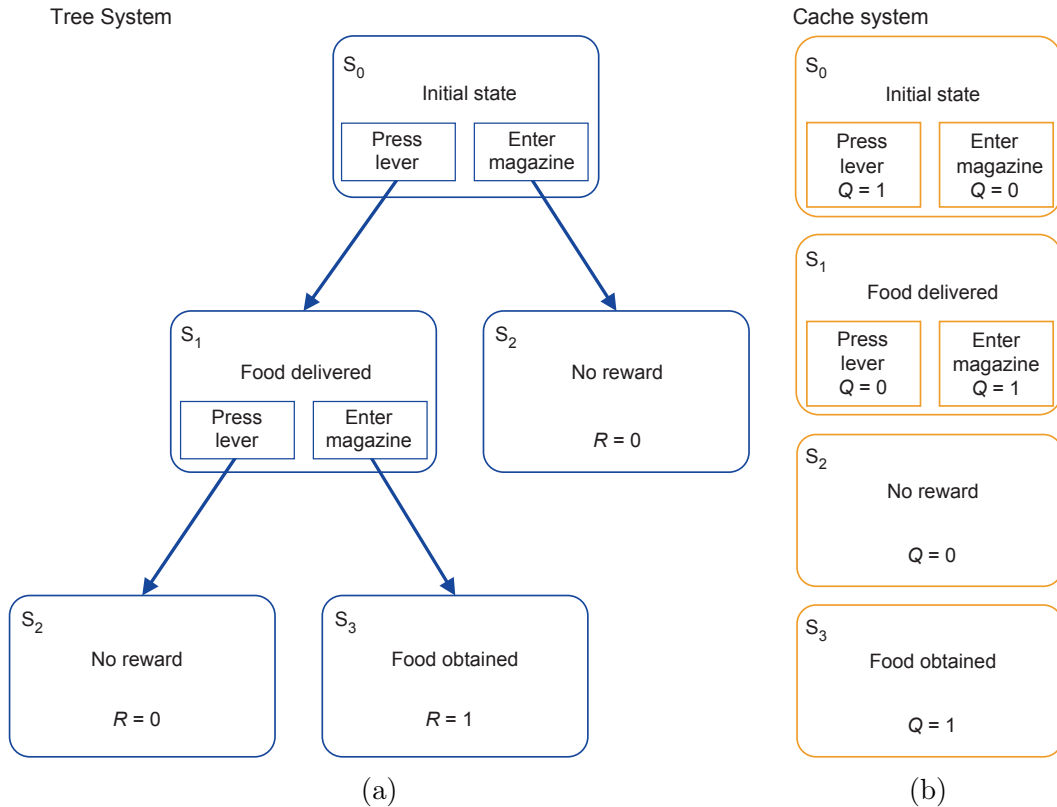 Tree System
S0
Initial state
Press
lever
Enter
magazine
S1
Food delivered
Press
lever
Enter
magazine
S2
No reward
R = 0
S2
No reward
R = 0
S3
Food obtained
R = 1
(a)
Cache system
S0
Initial state
Press
lever
Q = 1
Enter
magazine
Q = 0
S1
Food delivered
Press
lever
Q = 0
Enter
magazine
Q = 1
S2
No reward
Q = 0
S3
Food obtained
Q = 1
(b)